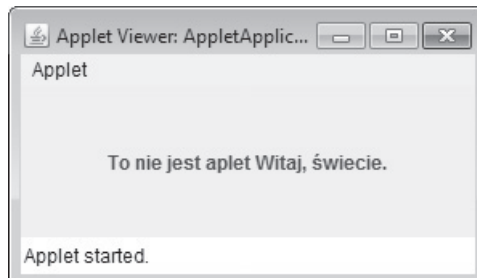 Applet Viewer: AppletApplic...
Applet
To nie jest aplet Witaj, świecie.
Applet started.